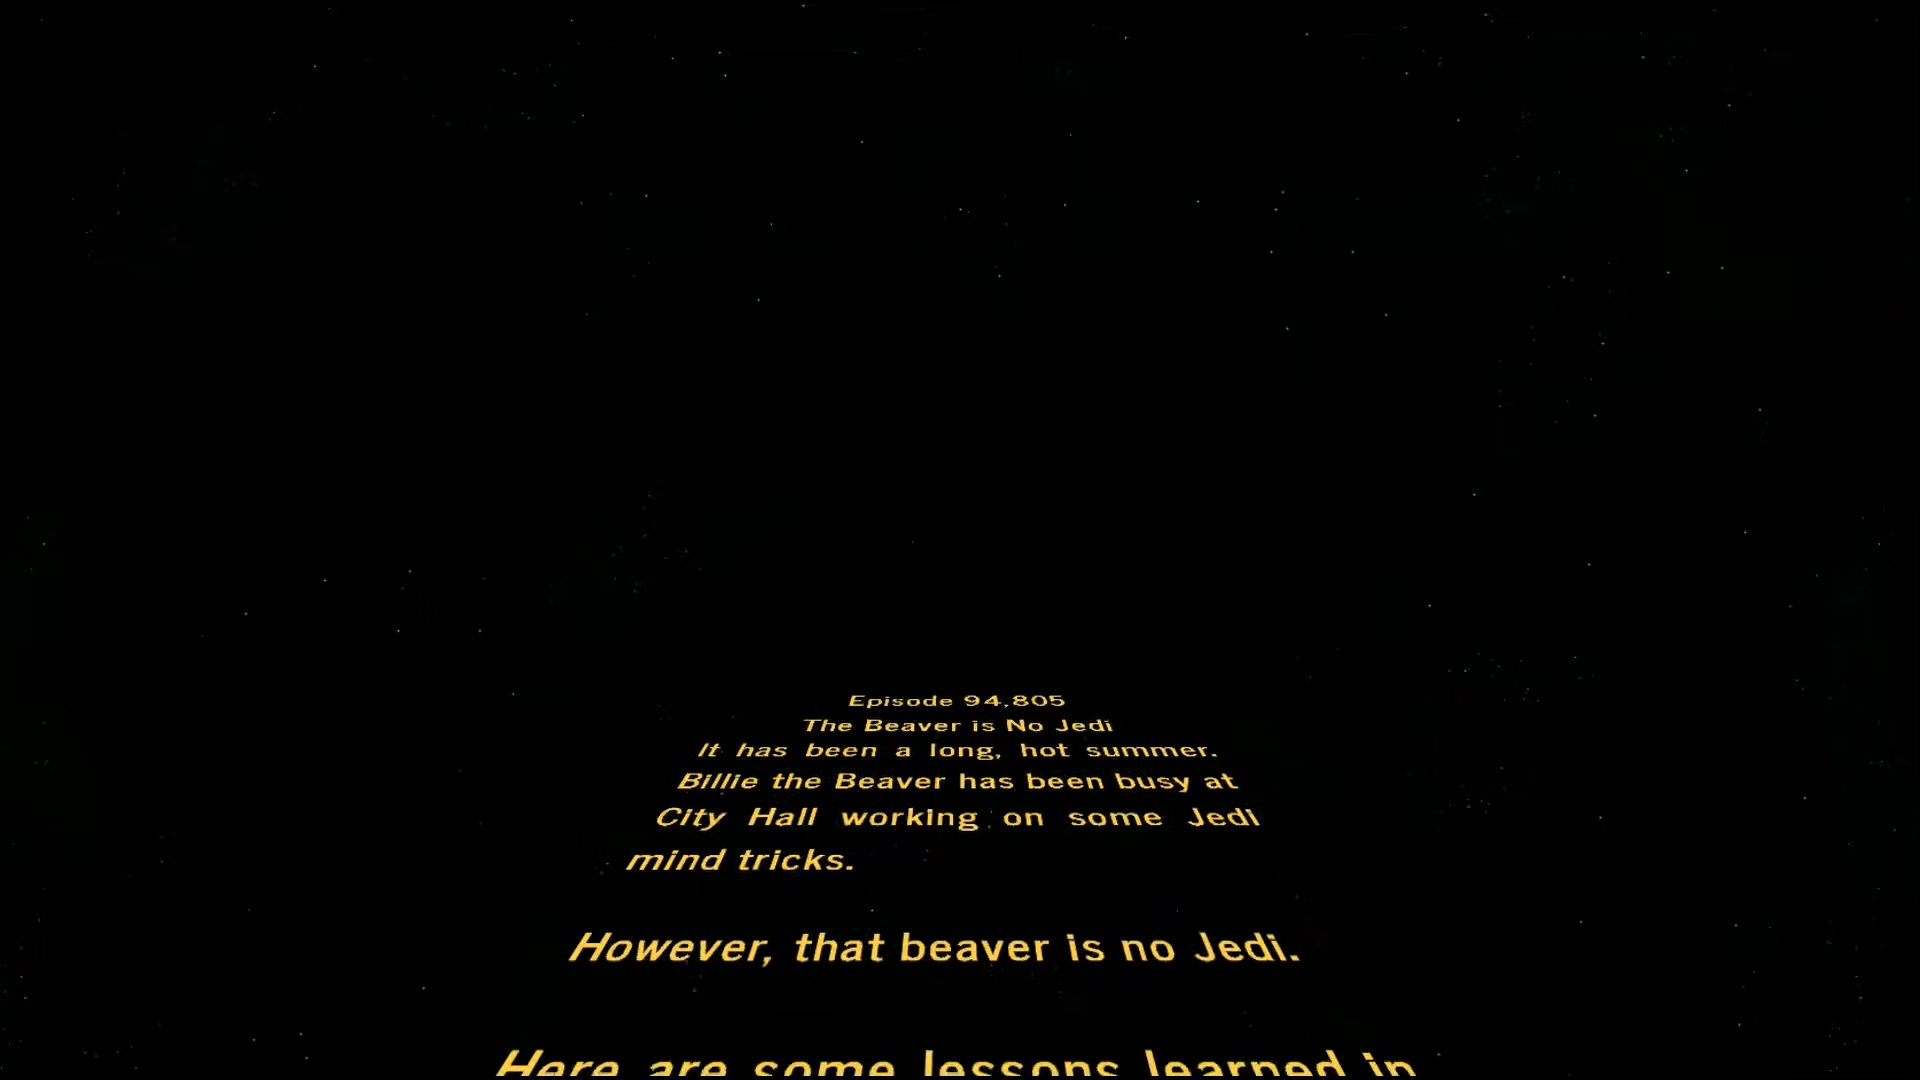 Episode 94,805
The Beaver is No Jedi
It has been a long, hot summer.
Billie the Beaver has been busy at
City Hall working on some Jedi
mind tricks.
However, that beaver is no Jedi.
Here are some lessons learned in